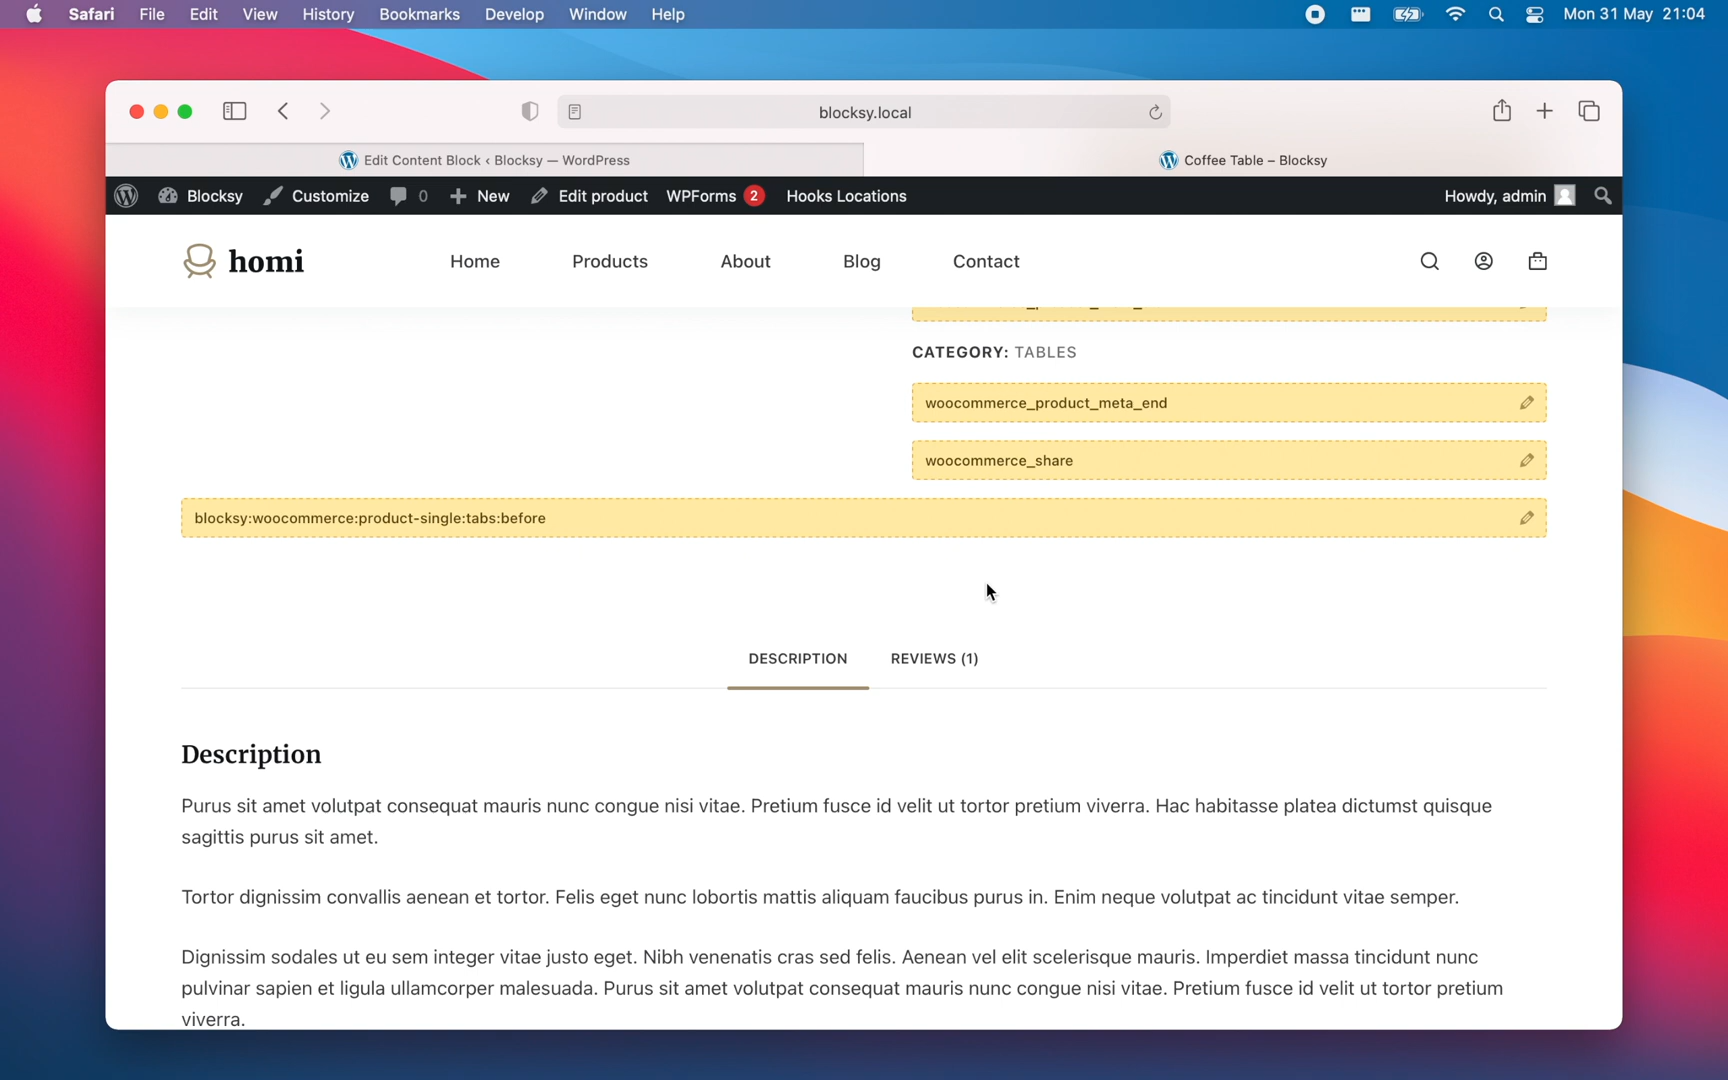 Safari File Edit View History Bookmarks Develop Window Help Mon 31 May 21:04
blocksy.local
Edit Content Block ‹ Blocksy — WordPress
Coffee Table – Blocksy
Blocksy Customize 0 New Edit product WPForms 2 Hooks Locations Howdy, admin
homi Home Products About Blog Contact
CATEGORY: TABLES
woocommerce_product_meta_end
woocommerce_share
blocksy:woocommerce:product-single:tabs:before
DESCRIPTION REVIEWS (1)
Description
Purus sit amet volutpat consequat mauris nunc congue nisi vitae. Pretium fusce id velit ut tortor pretium viverra. Hac habitasse platea dictumst quisque
sagittis purus sit amet.
Tortor dignissim convallis aenean et tortor. Felis eget nunc lobortis mattis aliquam faucibus purus in. Enim neque volutpat ac tincidunt vitae semper.
Dignissim sodales ut eu sem integer vitae justo eget. Nibh venenatis cras sed felis. Aenean vel elit scelerisque mauris. Imperdiet massa tincidunt nunc
pulvinar sapien et ligula ullamcorper malesuada. Purus sit amet volutpat consequat mauris nunc congue nisi vitae. Pretium fusce id velit ut tortor pretium
viverra.